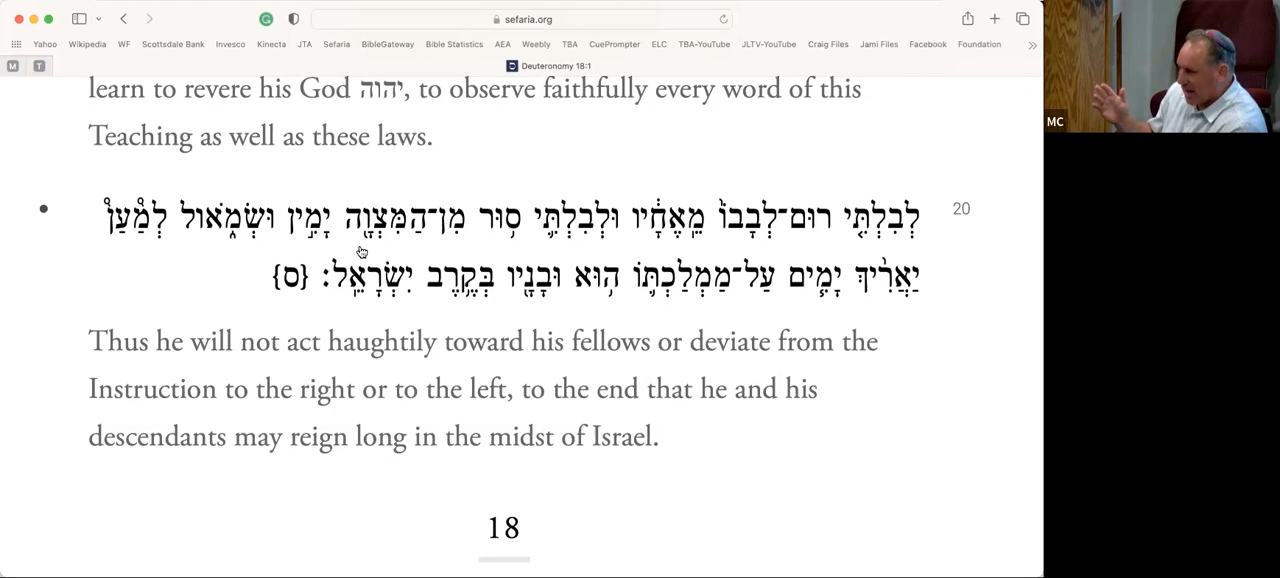 sefaria.org
Yahoo Wikipedia WF Scottsdale Bank Invesco Kinecta JTA Sefaria BibleGateway Bible Statistics AEA Weebly TBA CuePrompter ELC TBA-YouTube JLTV-YouTube Craig Files Jami Files Facebook Foundation
M T Deuteronomy 18:1
MC
learn to revere his God יהוה, to observe faithfully every word of this
Teaching as well as these laws.
20
לְבִלְתִּ֤י רוּם־לְבָבוֹ֙ מֵֽאֶחָ֔יו וּלְבִלְתִּ֛י ס֥וּר מִן־הַמִּצְוָ֖ה יָמִ֣ין וּשְׂמֹ֑אול לְמַ֩עַן֩
יַאֲרִ֨יךְ יָמִ֧ים עַל־מַמְלַכְתּ֛וֹ ה֥וּא וּבָנָ֖יו בְּקֶ֥רֶב יִשְׂרָאֵֽל׃ {ס}
Thus he will not act haughtily toward his fellows or deviate from the
Instruction to the right or to the left, to the end that he and his
descendants may reign long in the midst of Israel.
18